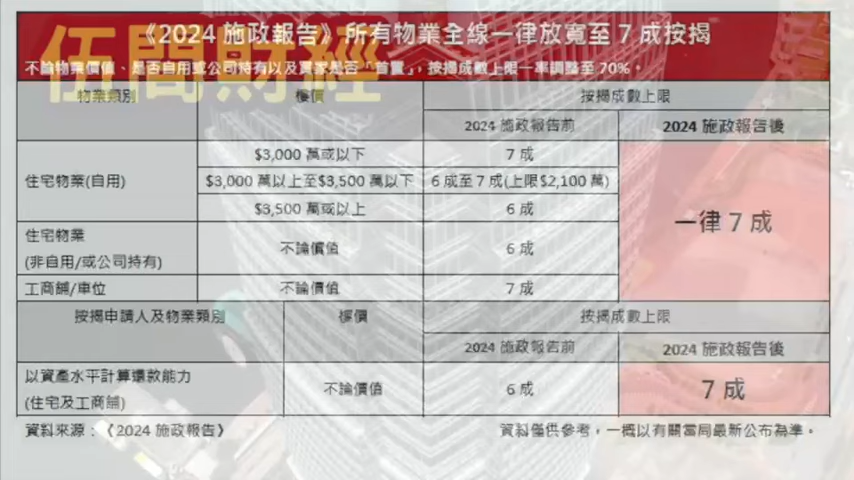 《2024 施政報告》所有物業全線一律放寬至 7 成按揭
不論物業價值、是否自用或公司持有以及買家是否「首置」，按揭成數上限一率調整至 70%。
伍間財經
物業類別 樓價 按揭成數上限
2024 施政報告前 2024 施政報告後
住宅物業(自用) $3,000 萬或以下 7 成 一律 7 成
$3,000 萬以上至$3,500 萬以下 6 成至 7 成(上限$2,100 萬)
$3,500 萬或以上 6 成
住宅物業
(非自用/或公司持有) 不論價值 6 成
工商舖/車位 不論價值 7 成
按揭申請人及物業類別 樓價 按揭成數上限
2024 施政報告前 2024 施政報告後
以資產水平計算還款能力
(住宅及工商舖) 不論價值 6 成 7 成
資料來源：《2024 施政報告》 資料僅供參考，一概以有關當局最新公布為準。